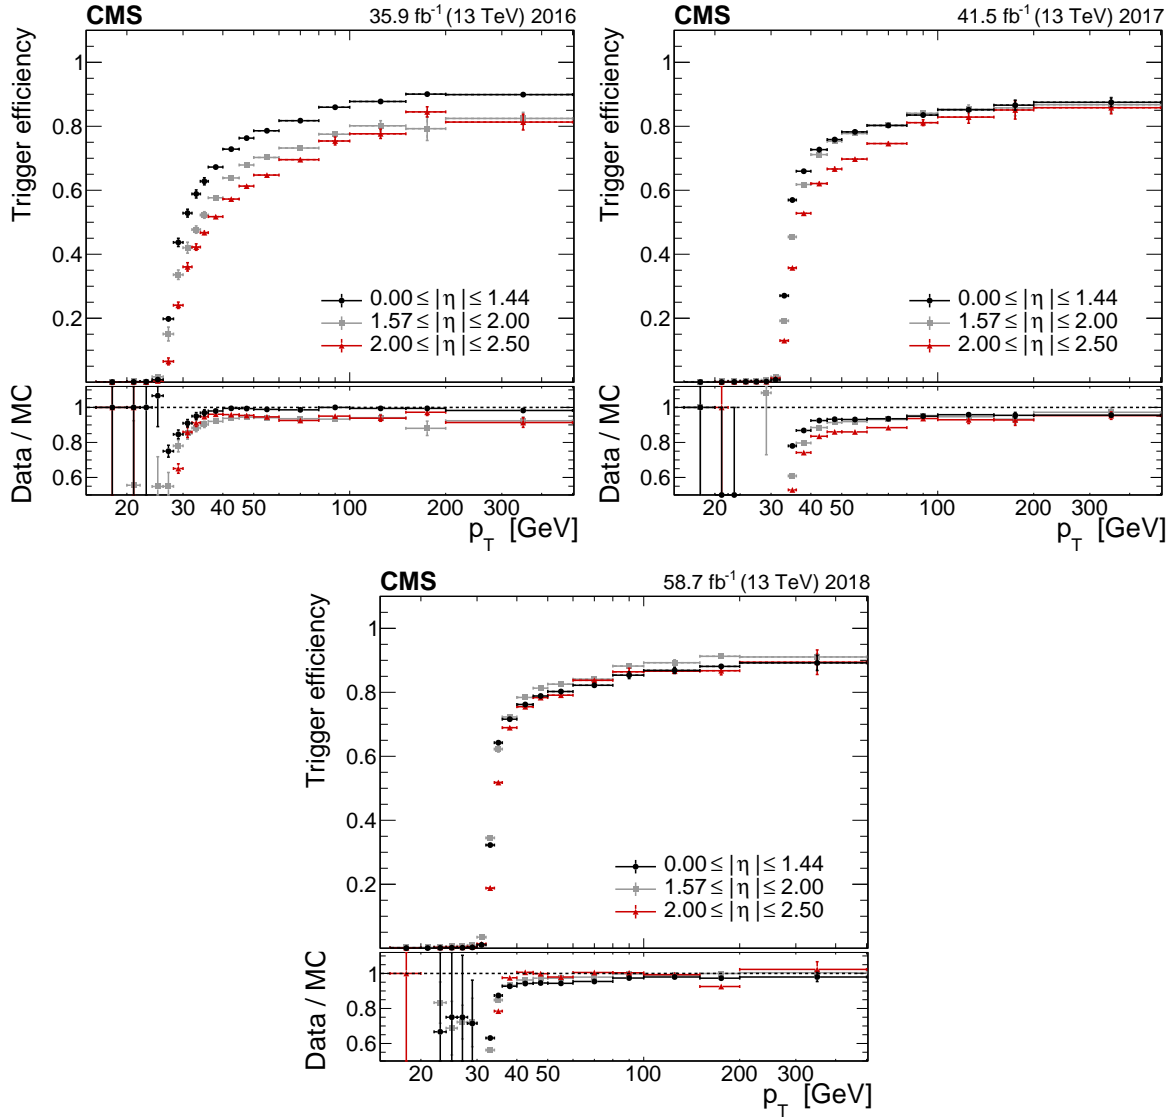 CMS 35.9 fb-1 (13 TeV) 2016
Trigger efficiency
1
0.8
0.6
0.4
0.2
0.00 ≤ | η | ≤ 1.44
1.57 ≤ | η | ≤ 2.00
2.00 ≤ | η | ≤ 2.50
Data / MC
1
0.8
0.6
20 30 40 50 100 200 300
pT [GeV]
CMS 41.5 fb-1 (13 TeV) 2017
Trigger efficiency
1
0.8
0.6
0.4
0.2
0.00 ≤ | η | ≤ 1.44
1.57 ≤ | η | ≤ 2.00
2.00 ≤ | η | ≤ 2.50
Data / MC
1
0.8
0.6
20 30 40 50 100 200 300
pT [GeV]
CMS 58.7 fb-1 (13 TeV) 2018
Trigger efficiency
1
0.8
0.6
0.4
0.2
0.00 ≤ | η | ≤ 1.44
1.57 ≤ | η | ≤ 2.00
2.00 ≤ | η | ≤ 2.50
Data / MC
1
0.8
0.6
20 30 40 50 100 200 300
pT [GeV]